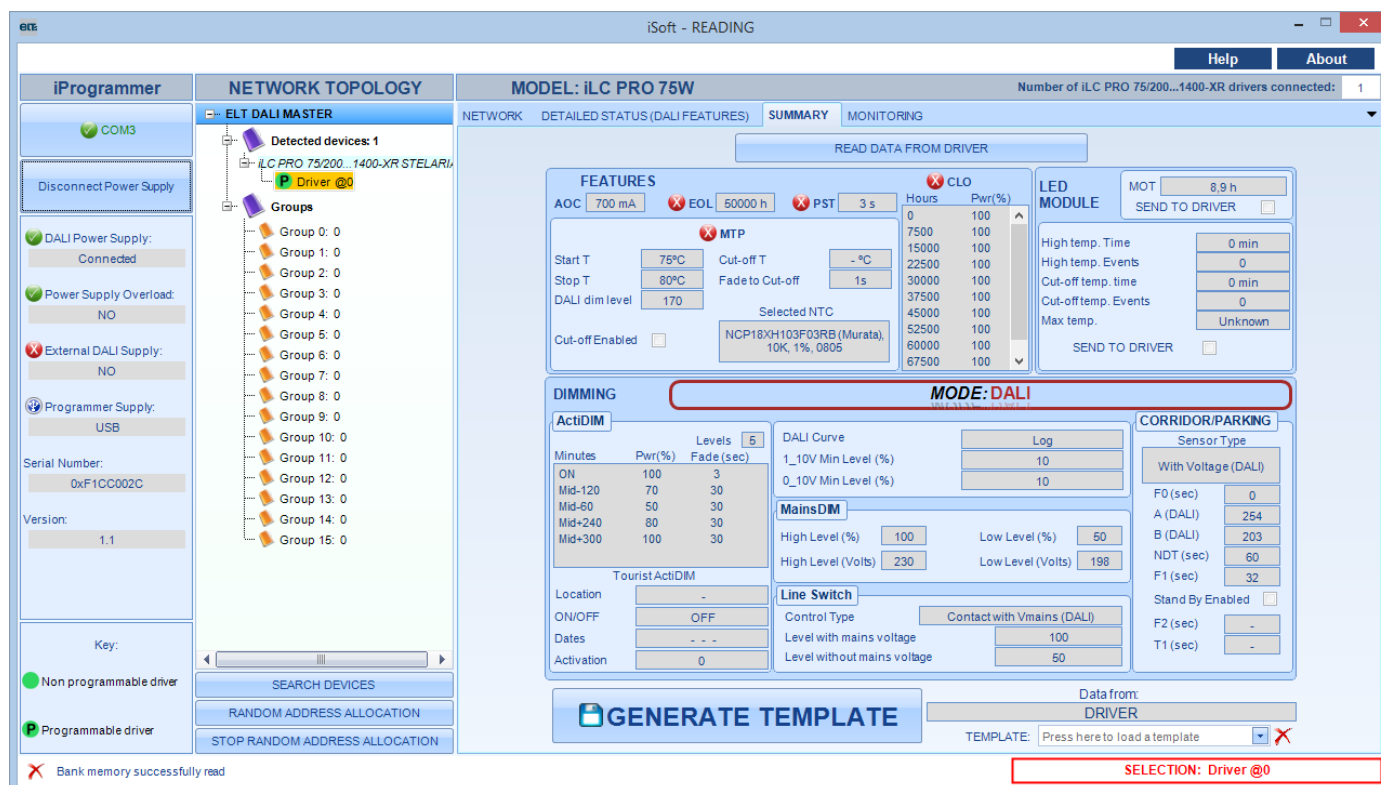 ELT
iSoft - READING
Help
About
iProgrammer
NETWORK TOPOLOGY
MODEL: iLC PRO 75W
Number of iLC PRO 75/200...1400-XR drivers connected: 1
COM3
Disconnect Power Supply
DALI Power Supply:
Connected
Power Supply Overload:
NO
External DALI Supply:
NO
Programmer Supply:
USB
Serial Number:
0xF1CC002C
Version:
1.1
Key:
Non programmable driver
P Programmable driver
ELT DALI MASTER
Detected devices: 1
iLC PRO 75/200...1400-XR STELARI
P Driver @0
Groups
Group 0: 0
Group 1: 0
Group 2: 0
Group 3: 0
Group 4: 0
Group 5: 0
Group 6: 0
Group 7: 0
Group 8: 0
Group 9: 0
Group 10: 0
Group 11: 0
Group 12: 0
Group 13: 0
Group 14: 0
Group 15: 0
SEARCH DEVICES
RANDOM ADDRESS ALLOCATION
STOP RANDOM ADDRESS ALLOCATION
NETWORK DETAILED STATUS (DALI FEATURES) SUMMARY MONITORING
READ DATA FROM DRIVER
FEATURES
AOC 700 mA EOL 50000 h PST 3 s
MTP
Start T 75ºC Cut-off T - ºC
Stop T 80ºC Fade to Cut-off 1s
DALI dim level 170
Selected NTC
Cut-off Enabled
NCP18XH103F03RB (Murata),
10K, 1%, 0805
CLO
Hours Pwr(%)
0 100
7500 100
15000 100
22500 100
30000 100
37500 100
45000 100
52500 100
60000 100
67500 100
LED
MODULE
MOT 8,9 h
SEND TO DRIVER
High temp. Time 0 min
High temp. Events 0
Cut-off temp. time 0 min
Cut-off temp. Events 0
Max temp. Unknown
SEND TO DRIVER
DIMMING
MODE: DALI
ActiDIM
Levels 5
Minutes Pwr(%) Fade (sec)
ON 100 3
Mid-120 70 30
Mid-60 50 30
Mid+240 80 30
Mid+300 100 30
Tourist ActiDIM
Location -
ON/OFF OFF
Dates - - -
Activation 0
DALI Curve Log
1_10V Min Level (%) 10
0_10V Min Level (%) 10
MainsDIM
High Level (%) 100 Low Level (%) 50
High Level (Volts) 230 Low Level (Volts) 198
Line Switch
Control Type Contact with Vmains (DALI)
Level with mains voltage 100
Level without mains voltage 50
CORRIDOR/PARKING
Sensor Type
With Voltage (DALI)
F0 (sec) 0
A (DALI) 254
B (DALI) 203
NDT (sec) 60
F1 (sec) 32
Stand By Enabled
F2 (sec) -
T1 (sec) -
GENERATE TEMPLATE
Data from:
DRIVER
TEMPLATE: Press here to load a template
Bank memory successfully read
SELECTION: Driver @0